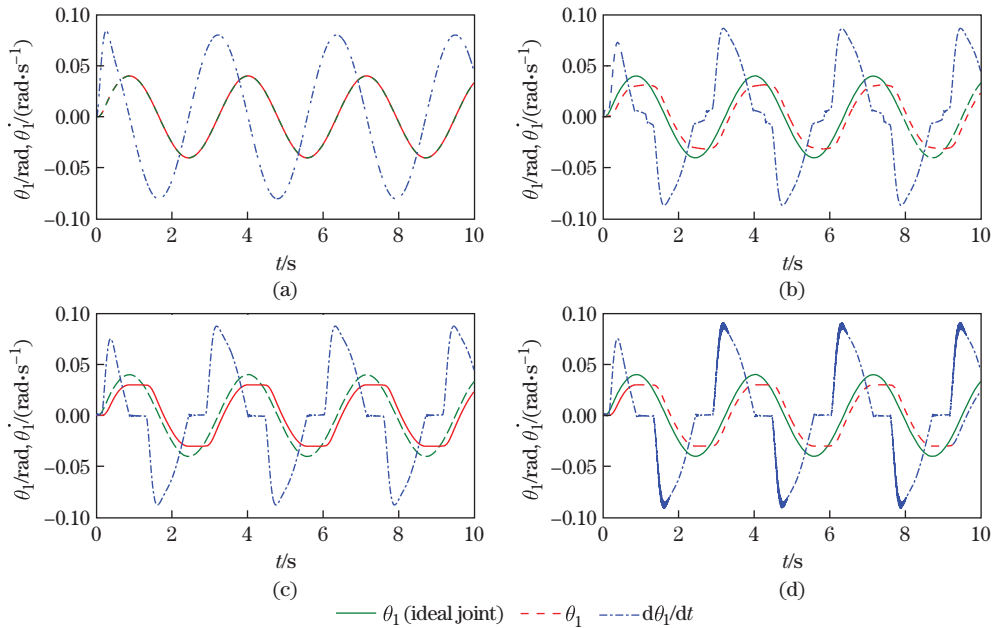 θ₁/rad, θ̇₁/(rad·s⁻¹)
0.10
0.05
0.00
−0.05
−0.10
0 2 4 6 8 10
t/s
(a)
θ₁/rad, θ̇₁/(rad·s⁻¹)
0.10
0.05
0.00
−0.05
−0.10
0 2 4 6 8 10
t/s
(b)
θ₁/rad, θ̇₁/(rad·s⁻¹)
0.10
0.05
0.00
−0.05
−0.10
0 2 4 6 8 10
t/s
(c)
θ₁/rad, θ̇₁/(rad·s⁻¹)
0.10
0.05
0.00
−0.05
−0.10
0 2 4 6 8 10
t/s
(d)
θ₁ (ideal joint) θ₁ dθ₁/dt